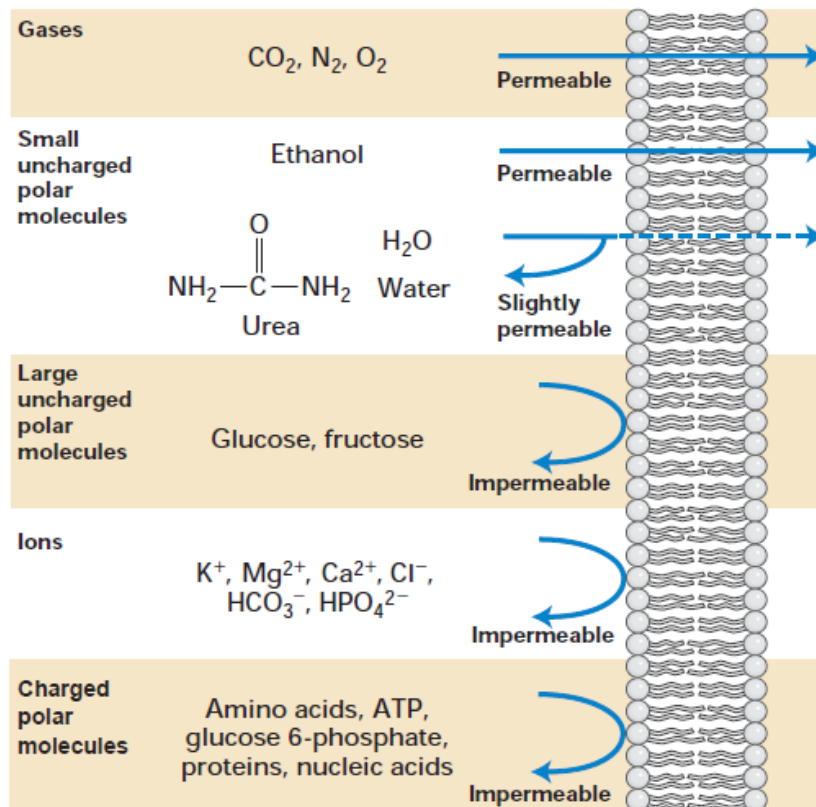 Gases
CO₂, N₂, O₂
Permeable
Small
uncharged
polar
molecules
Ethanol
Permeable
O
NH₂—C—NH₂
Urea
H₂O
Water
Slightly
permeable
Large
uncharged
polar
molecules
Glucose, fructose
Impermeable
Ions
K⁺, Mg²⁺, Ca²⁺, Cl⁻,
HCO₃⁻, HPO₄²⁻
Impermeable
Charged
polar
molecules
Amino acids, ATP,
glucose 6-phosphate,
proteins, nucleic acids
Impermeable